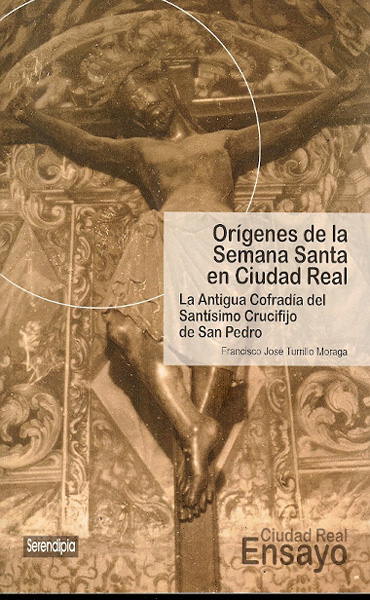 Orígenes de la
Semana Santa
en Ciudad Real
La Antigua Cofradía del
Santísimo Crucifijo
de San Pedro
Francisco José Turrillo Moraga
Serendipia
Ciudad Real
Ensayo